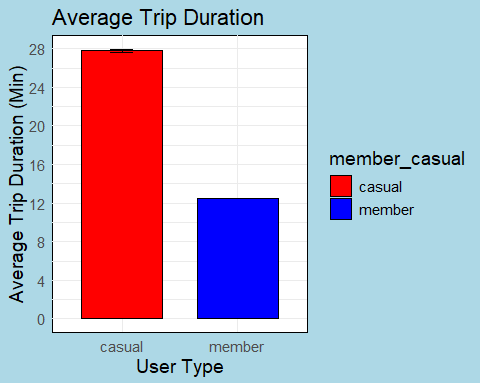 Average Trip Duration
Average Trip Duration (Min)
28
24
20
16
12
8
4
0
casual
member
User Type
member_casual
casual
member